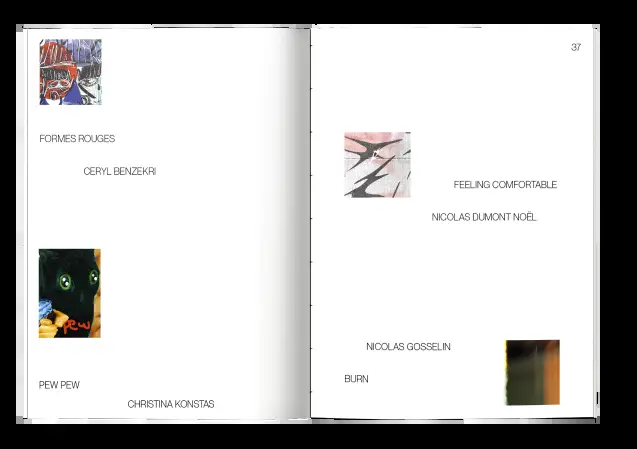 FORMES ROUGES
CERYL BENZEKRI
pew
PEW PEW
CHRISTINA KONSTAS
37
FEELING COMFORTABLE
NICOLAS DUMONT NOËL
NICOLAS GOSSELIN
BURN